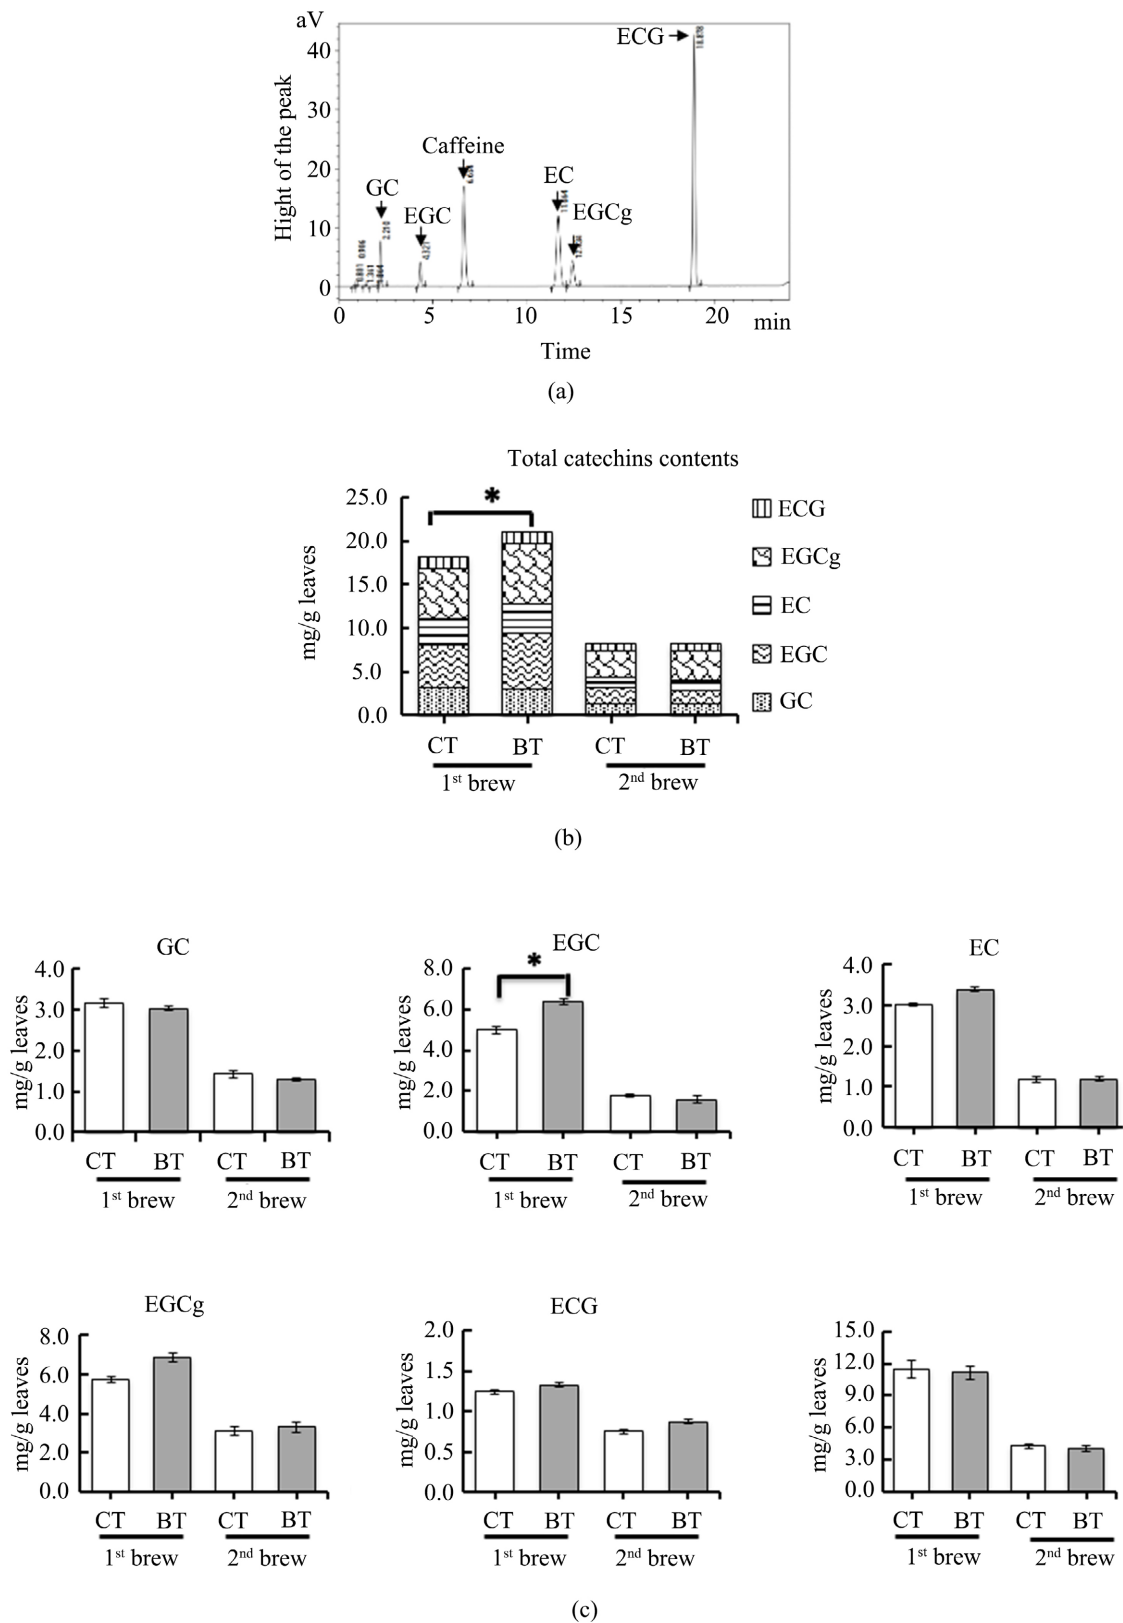 aV
Hight of the peak
40
30
20
10
0
ECG
18.878
Caffeine
GC
2.210
EGC
4.327
EC
EGCg
0 5 10 15 20 min
Time
(a)
Total catechins contents
mg/g leaves
25.0
20.0
15.0
10.0
5.0
0.0
*
ECG
EGCg
EC
EGC
GC
CT BT CT BT
1st brew 2nd brew
(b)
GC
mg/g leaves
4.0
3.0
2.0
1.0
0.0
CT BT CT BT
1st brew 2nd brew
EGC
*
mg/g leaves
8.0
6.0
4.0
2.0
0.0
CT BT CT BT
1st brew 2nd brew
EC
mg/g leaves
4.0
3.0
2.0
1.0
0.0
CT BT CT BT
1st brew 2nd brew
EGCg
mg/g leaves
8.0
6.0
4.0
2.0
0.0
CT BT CT BT
1st brew 2nd brew
ECG
mg/g leaves
2.0
1.5
1.0
0.5
0.0
CT BT CT BT
1st brew 2nd brew
mg/g leaves
15.0
12.0
9.0
6.0
3.0
0.0
CT BT CT BT
1st brew 2nd brew
(c)